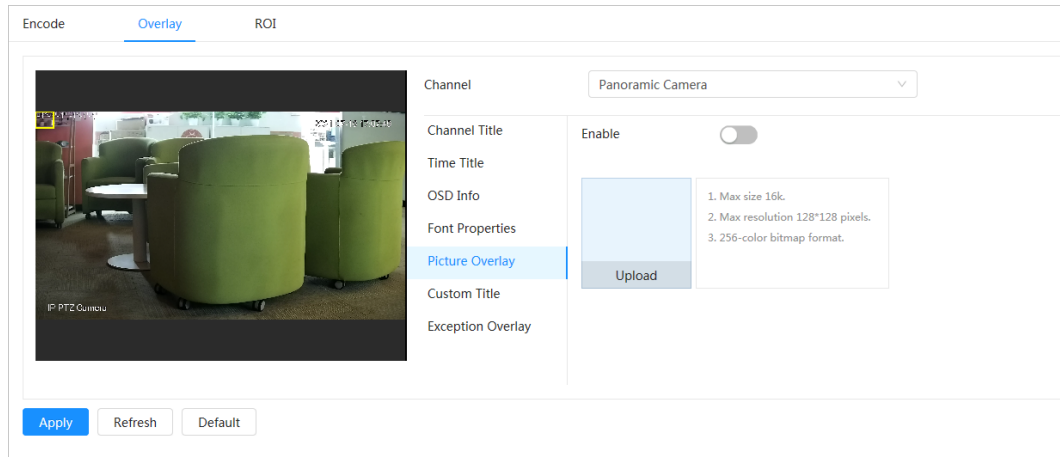 Encode Overlay ROI
Channel Panoramic Camera
Channel Title
Time Title
OSD Info
Font Properties
Picture Overlay
Custom Title
Exception Overlay
Enable
Upload
1. Max size 16k.
2. Max resolution 128*128 pixels.
3. 256-color bitmap format.
IP PTZ Camera
Apply Refresh Default